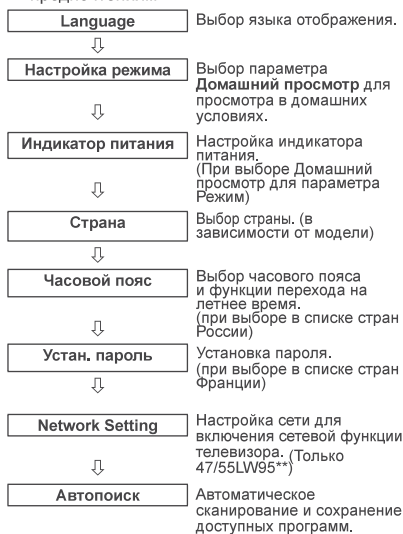 Language
Выбор языка отображения.
Настройка режима
Выбор параметра
Домашний просмотр для
просмотра в домашних
условиях.
Индикатор питания
Настройка индикатора
питания.
(При выборе Домашний
просмотр для параметра
Режим)
Страна
Выбор страны. (в
зависимости от модели)
Часовой пояс
Выбор часового пояса
и функции перехода на
летнее время.
(при выборе в списке стран
России)
Устан. пароль
Установка пароля.
(при выборе в списке стран
Франции)
Network Setting
Настройка сети для
включения сетевой функции
телевизора. (Только
47/55LW95**)
Автопоиск
Автоматическое
сканирование и сохранение
доступных программ.